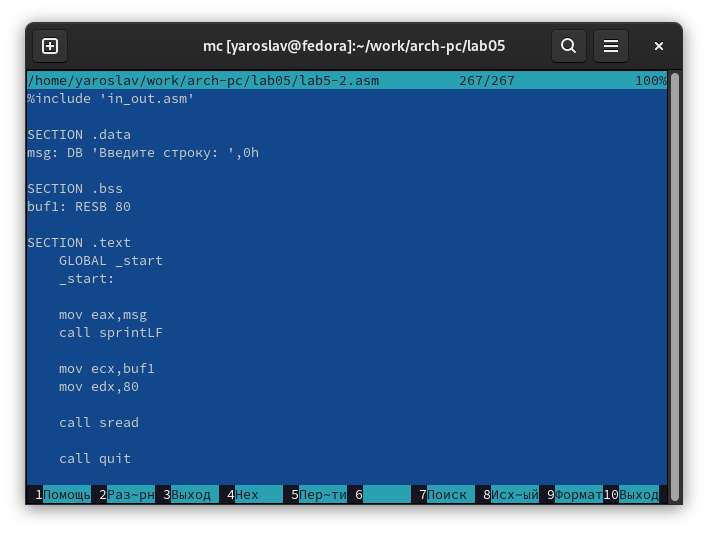 mc [yaroslav@fedora]:~/work/arch-pc/lab05
/home/yaroslav/work/arch-pc/lab05/lab5-2.asm 267/267 100%
%include 'in_out.asm'
SECTION .data
msg: DB 'Введите строку: ',0h
SECTION .bss
buf1: RESB 80
SECTION .text
GLOBAL _start
_start:
mov eax,msg
call sprintLF
mov ecx,buf1
mov edx,80
call sread
call quit
1Помощь 2Раз~рн 3Выход 4Hex 5Пер~ти 6 7Поиск 8Исх~ый 9Формат 10Выход